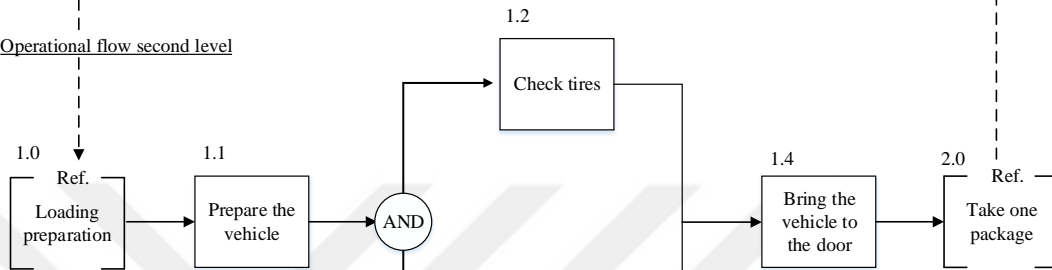 1.2
Operational flow second level
Check tires
1.0
Ref.
Loading
preparation
1.1
Prepare the
vehicle
AND
1.4
Bring the
vehicle to
the door
2.0
Ref.
Take one
package